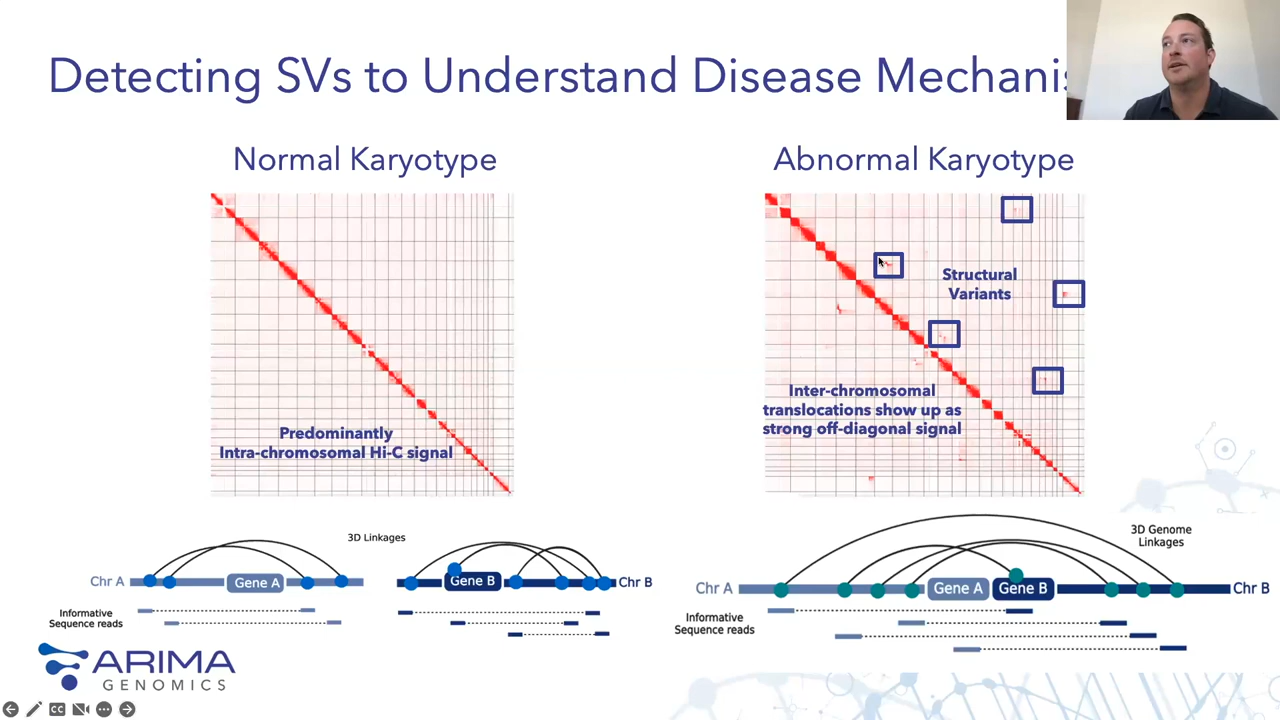 Detecting SVs to Understand Disease Mechanis
Normal Karyotype
Abnormal Karyotype
Predominantly
Intra-chromosomal Hi-C signal
Structural
Variants
Inter-chromosomal
translocations show up as
strong off-diagonal signal
3D Linkages
Chr A
Gene A
Gene B
Chr B
Informative
Sequence reads
3D Genome
Linkages
Chr A
Gene A
Gene B
Chr B
Informative
Sequence reads
ARIMA
GENOMICS
CC